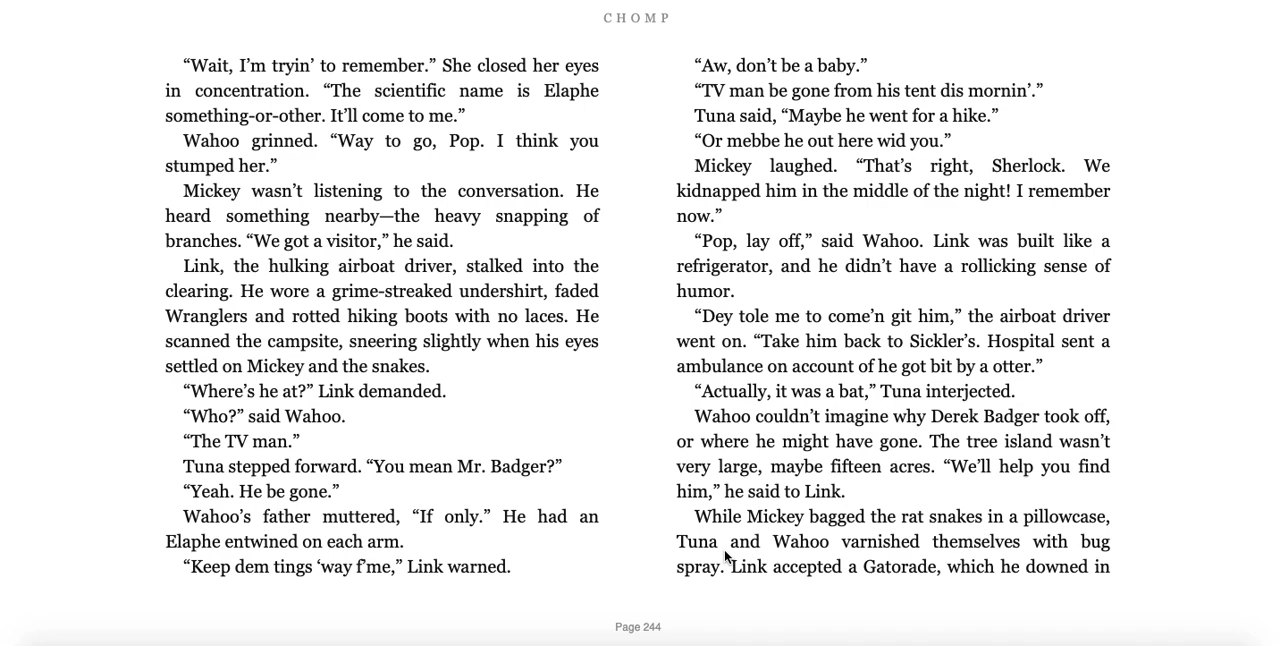 CHOMP
“Wait, I’m tryin’ to remember.” She closed her eyes
in concentration. “The scientific name is Elaphe
something-or-other. It’ll come to me.”
Wahoo grinned. “Way to go, Pop. I think you
stumped her.”
Mickey wasn’t listening to the conversation. He
heard something nearby—the heavy snapping of
branches. “We got a visitor,” he said.
Link, the hulking airboat driver, stalked into the
clearing. He wore a grime-streaked undershirt, faded
Wranglers and rotted hiking boots with no laces. He
scanned the campsite, sneering slightly when his eyes
settled on Mickey and the snakes.
“Where’s he at?” Link demanded.
“Who?” said Wahoo.
“The TV man.”
Tuna stepped forward. “You mean Mr. Badger?”
“Yeah. He be gone.”
Wahoo’s father muttered, “If only.” He had an
Elaphe entwined on each arm.
“Keep dem tings ‘way f’me,” Link warned.
“Aw, don’t be a baby.”
“TV man be gone from his tent dis mornin’.”
Tuna said, “Maybe he went for a hike.”
“Or mebbe he out here wid you.”
Mickey laughed. “That’s right, Sherlock. We
kidnapped him in the middle of the night! I remember
now.”
“Pop, lay off,” said Wahoo. Link was built like a
refrigerator, and he didn’t have a rollicking sense of
humor.
“Dey tole me to come’n git him,” the airboat driver
went on. “Take him back to Sickler’s. Hospital sent a
ambulance on account of he got bit by a otter.”
“Actually, it was a bat,” Tuna interjected.
Wahoo couldn’t imagine why Derek Badger took off,
or where he might have gone. The tree island wasn’t
very large, maybe fifteen acres. “We’ll help you find
him,” he said to Link.
While Mickey bagged the rat snakes in a pillowcase,
Tuna and Wahoo varnished themselves with bug
spray. Link accepted a Gatorade, which he downed in
Page 244